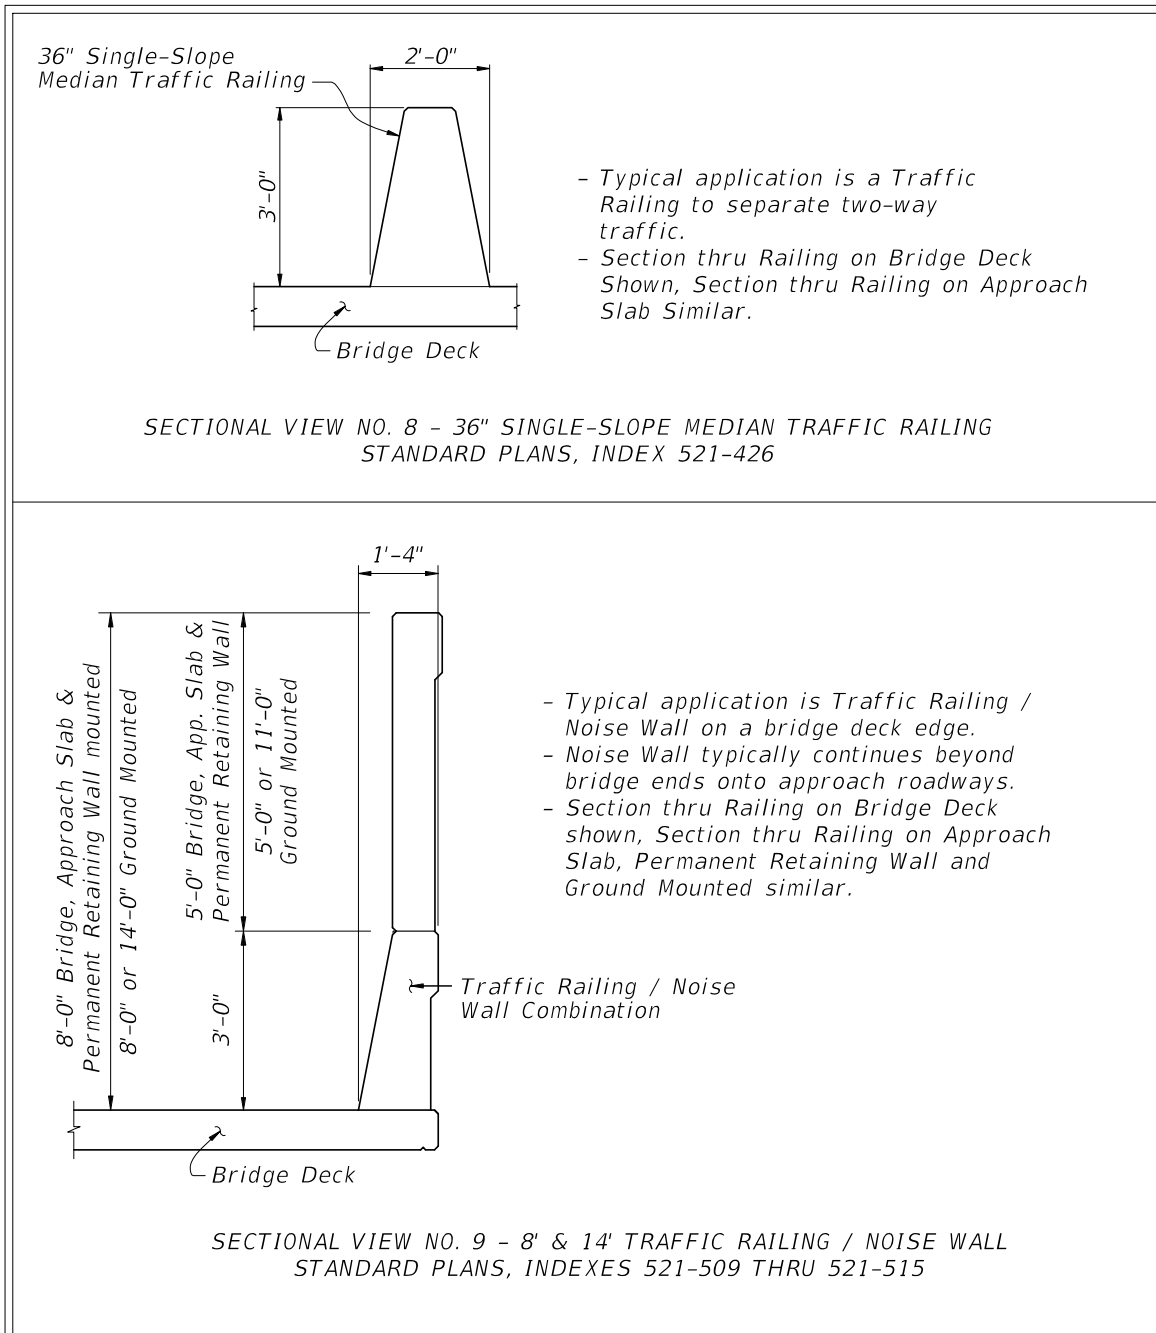 36" Single-Slope
Median Traffic Railing
2'-0"
3'-0"
- Typical application is a Traffic
Railing to separate two-way
traffic.
- Section thru Railing on Bridge Deck
Shown, Section thru Railing on Approach
Slab Similar.
Bridge Deck
SECTIONAL VIEW NO. 8 - 36" SINGLE-SLOPE MEDIAN TRAFFIC RAILING
STANDARD PLANS, INDEX 521-426
1'-4"
8'-0" Bridge, Approach Slab &
Permanent Retaining Wall mounted
8'-0" or 14'-0" Ground Mounted
5'-0" Bridge, App. Slab &
Permanent Retaining Wall
5'-0" or 11'-0"
Ground Mounted
3'-0"
- Typical application is Traffic Railing /
Noise Wall on a bridge deck edge.
- Noise Wall typically continues beyond
bridge ends onto approach roadways.
- Section thru Railing on Bridge Deck
shown, Section thru Railing on Approach
Slab, Permanent Retaining Wall and
Ground Mounted similar.
Traffic Railing / Noise
Wall Combination
Bridge Deck
SECTIONAL VIEW NO. 9 - 8' & 14' TRAFFIC RAILING / NOISE WALL
STANDARD PLANS, INDEXES 521-509 THRU 521-515